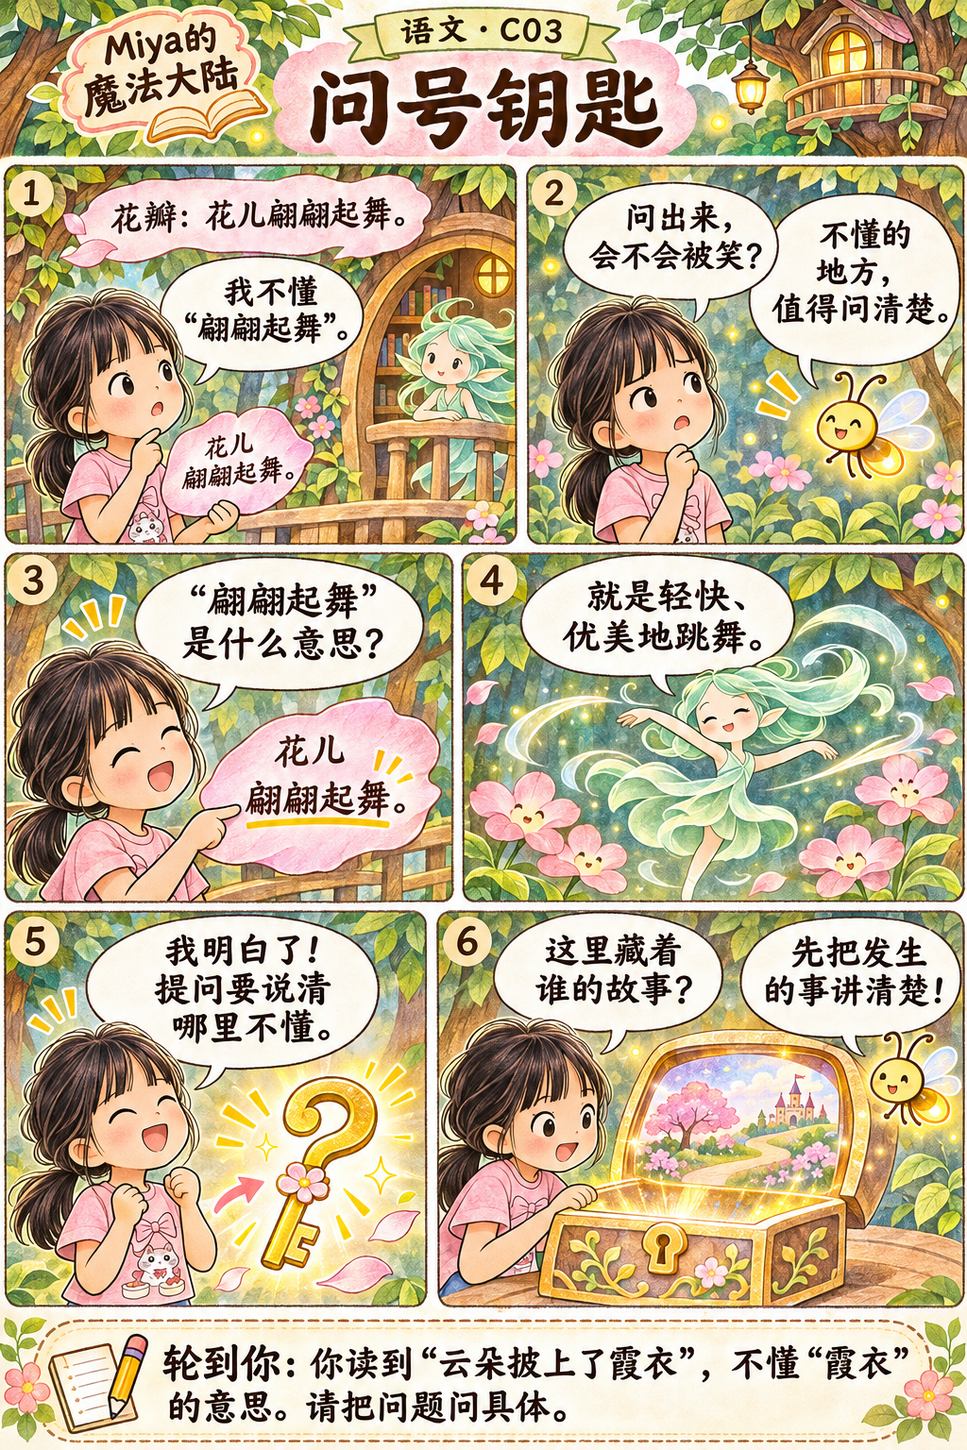 Miya的
魔法大陆
语文·C03
问号钥匙
1
花瓣：花儿翩翩起舞。
我不懂
“翩翩起舞”。
花儿
翩翩起舞。
2
问出来，
会不会被笑？
不懂的
地方，
值得问清楚。
3
“翩翩起舞”
是什么意思？
花儿
翩翩起舞。
4
就是轻快、
优美地跳舞。
5
我明白了！
提问要说清
哪里不懂。
6
这里藏着
谁的故事？
先把发生
的事讲清楚！
轮到你：你读到“云朵披上了霞衣”，不懂“霞衣”
的意思。请把问题问具体。